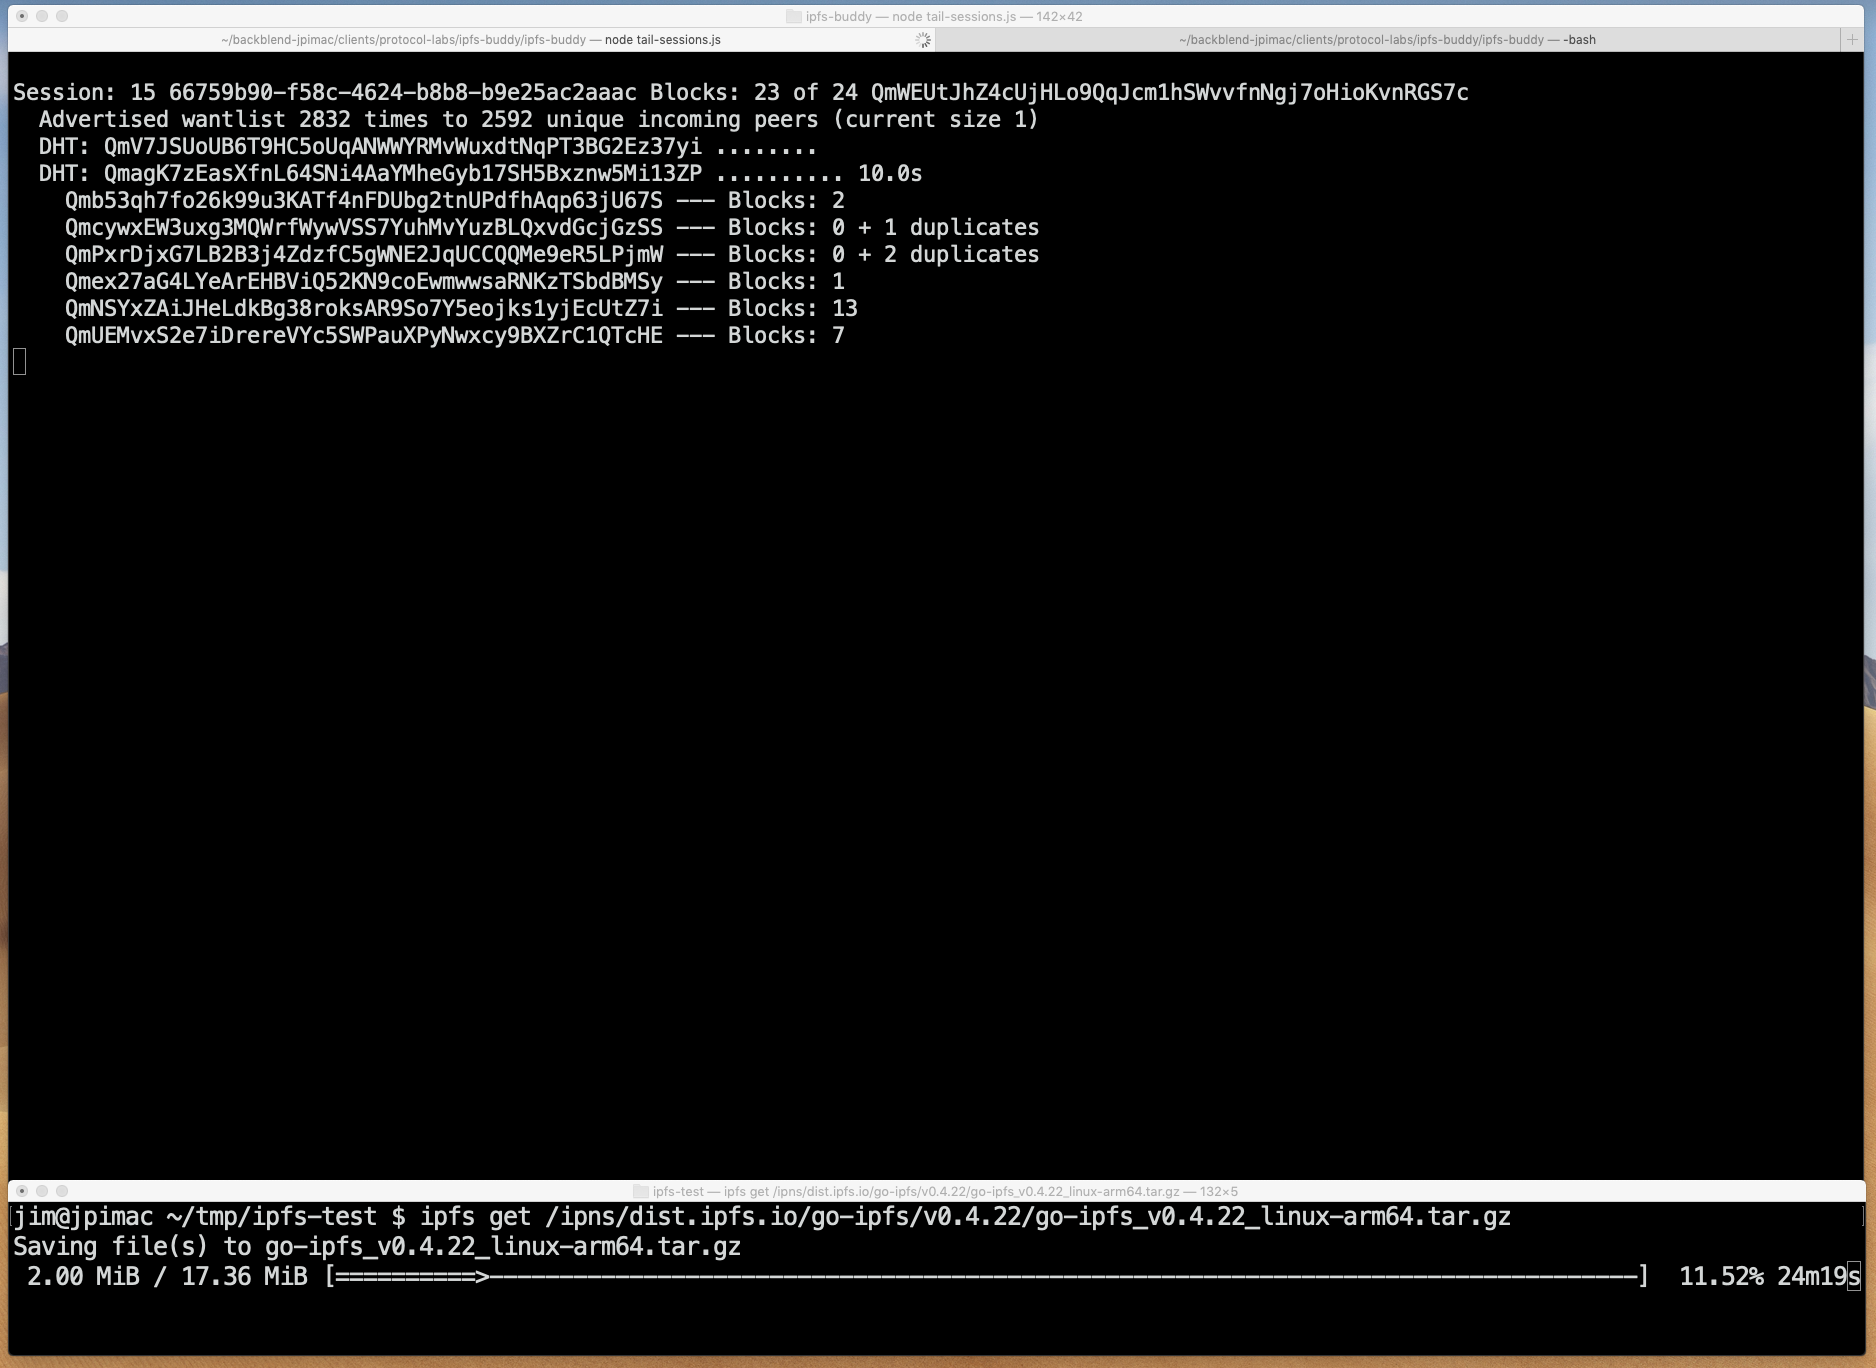 ipfs-buddy — node tail-sessions.js — 142×42
~/backblend-jpimac/clients/protocol-labs/ipfs-buddy/ipfs-buddy — node tail-sessions.js
~/backblend-jpimac/clients/protocol-labs/ipfs-buddy/ipfs-buddy — -bash
Session: 15 66759b90-f58c-4624-b8b8-b9e25ac2aaac Blocks: 23 of 24 QmWEUtJhZ4cUjHLo9QqJcm1hSWvvfnNgj7oHioKvnRGS7c
Advertised wantlist 2832 times to 2592 unique incoming peers (current size 1)
DHT: QmV7JSUoUB6T9HC5oUqANWWYRMvWuxdtNqPT3BG2Ez37yi ........
DHT: QmagK7zEasXfnL64SNi4AaYMheGyb17SH5Bxznw5Mi13ZP .......... 10.0s
Qmb53qh7fo26k99u3KATf4nFDUbg2tnUPdfhAqp63jU67S --- Blocks: 2
QmcywxEW3uxg3MQWrfWywVSS7YuhMvYuzBLQxvdGcjGzSS --- Blocks: 0 + 1 duplicates
QmPxrDjxG7LB2B3j4ZdzfC5gWNE2JqUCCQQMe9eR5LPjmW --- Blocks: 0 + 2 duplicates
Qmex27aG4LYeArEHBViQ52KN9coEwmwwsaRNKzTSbdBMSy --- Blocks: 1
QmNSYxZAiJHeLdkBg38roksAR9So7Y5eojks1yjEcUtZ7i --- Blocks: 13
QmUEMvxS2e7iDrereVYc5SWPauXPyNwxcy9BXZrC1QTcHE --- Blocks: 7
ipfs-test — ipfs get /ipns/dist.ipfs.io/go-ipfs/v0.4.22/go-ipfs_v0.4.22_linux-arm64.tar.gz — 132×5
jim@jpimac ~/tmp/ipfs-test $ ipfs get /ipns/dist.ipfs.io/go-ipfs/v0.4.22/go-ipfs_v0.4.22_linux-arm64.tar.gz
Saving file(s) to go-ipfs_v0.4.22_linux-arm64.tar.gz
2.00 MiB / 17.36 MiB [==========>----------------------------------------------------------------------------------] 11.52% 24m19s